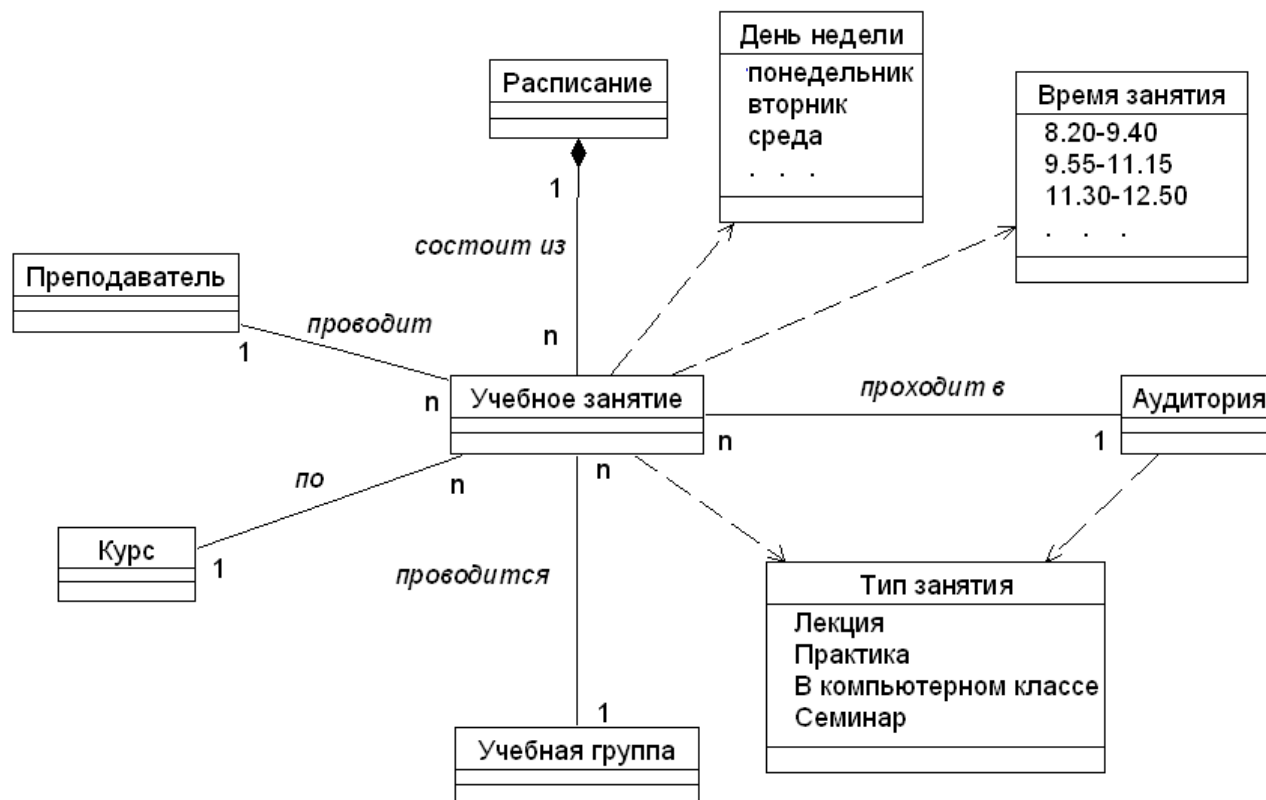 День недели
понедельник
вторник
среда
. . .
Расписание
Время занятия
8.20-9.40
9.55-11.15
11.30-12.50
. . .
1
состоит из
n
Преподаватель
проводит
1
n
Учебное занятие
проходит в
n
1
Аудитория
по
n
1
Курс
n
проводится
1
Учебная группа
Тип занятия
Лекция
Практика
В компьютерном классе
Семинар